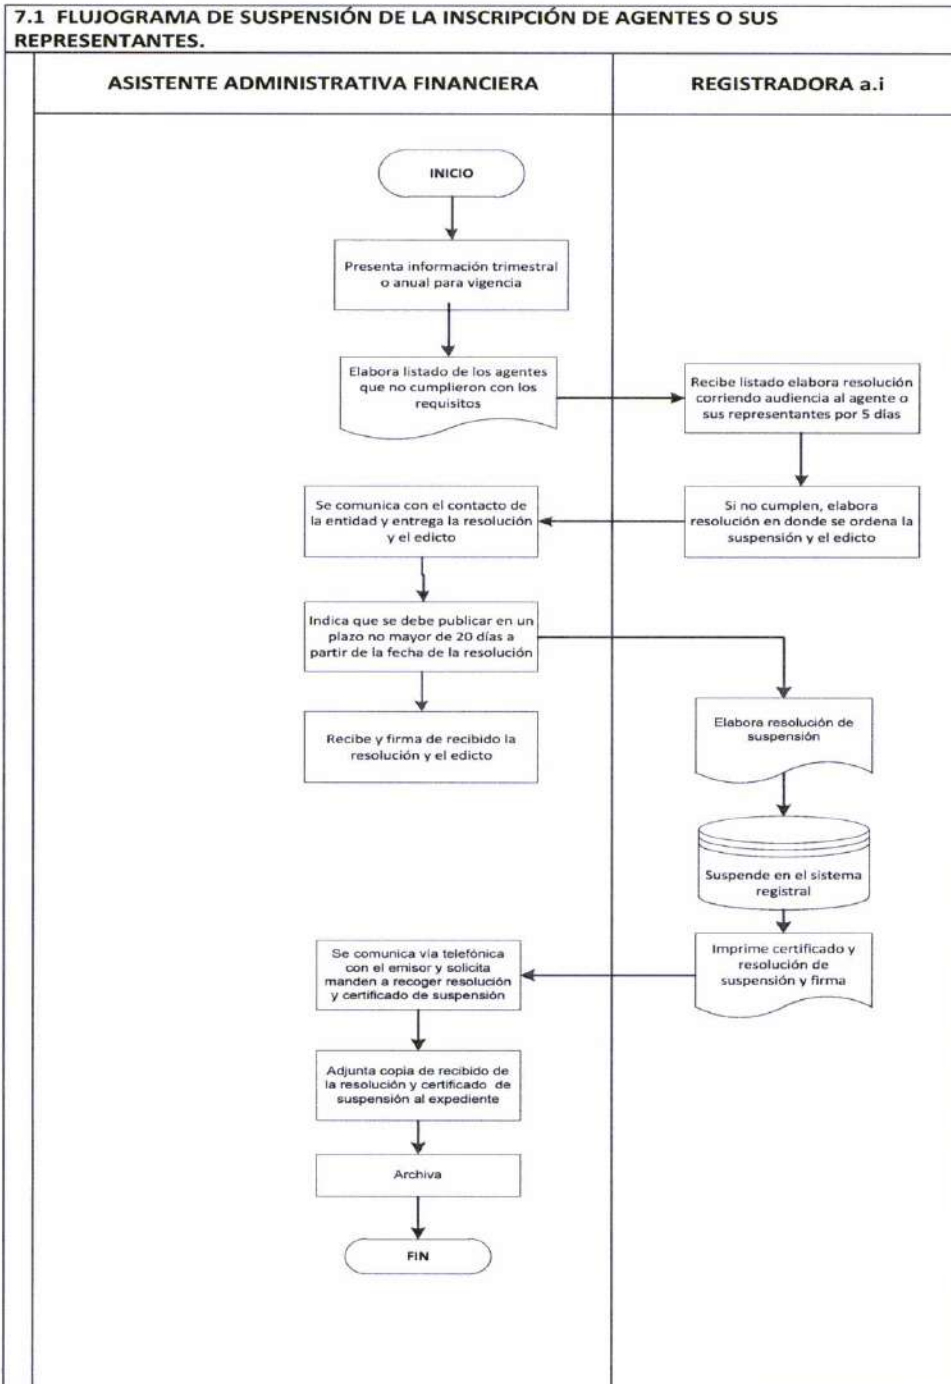 7.1 FLUJOGRAMA DE SUSPENSIÓN DE LA INSCRIPCIÓN DE AGENTES O SUS
REPRESENTANTES.
ASISTENTE ADMINISTRATIVA FINANCIERA
REGISTRADORA a.i
INICIO
Presenta información trimestral
o anual para vigencia
Elabora listado de los agentes
que no cumplieron con los
requisitos
Recibe listado elabora resolución
corriendo audiencia al agente o
sus representantes por 5 días
Si no cumplen, elabora
resolución en donde se ordena la
suspensión y el edicto
Se comunica con el contacto de
la entidad y entrega la resolución
y el edicto
Indica que se debe publicar en un
plazo no mayor de 20 días a
partir de la fecha de la resolución
Recibe y firma de recibido la
resolución y el edicto
Elabora resolución de
suspensión
Suspende en el sistema
registral
Imprime certificado y
resolución de
suspensión y firma
Se comunica vía telefónica
con el emisor y solicita
manden a recoger resolución
y certificado de suspensión
Adjunta copia de recibido de
la resolución y certificado de
suspensión al expediente
Archiva
FIN